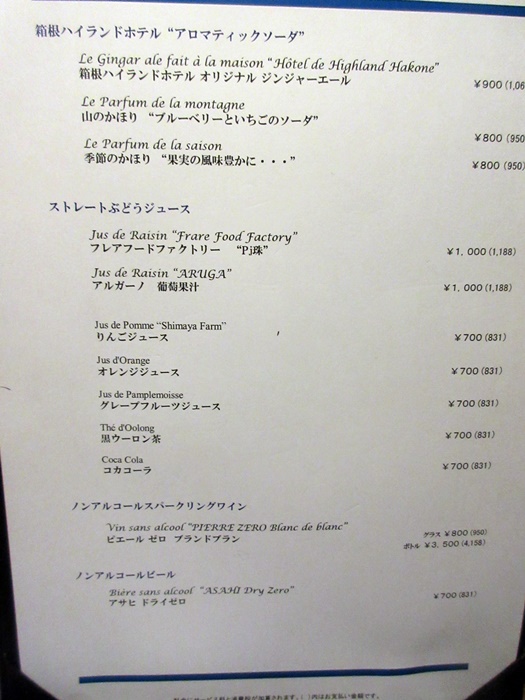 箱根ハイランドホテル “アロマティックソーダ”
Le Gingar ale fait à la maison “Hôtel de Highland Hakone”
箱根ハイランドホテル オリジナル ジンジャーエール ￥900 (1,06
Le Parfum de la montagne
山のかほり “ブルーベリーといちごのソーダ” ￥800 (950
Le Parfum de la saison
季節のかほり “果実の風味豊かに・・・” ￥800 (950)
ストレートぶどうジュース
Jus de Raisin “Frare Food Factory”
フレアフードファクトリー “Pj珠” ￥1, 000 (1,188)
Jus de Raisin “ARUGA”
アルガーノ 葡萄果汁 ￥1, 000 (1,188)
Jus de Pomme “Shimaya Farm”
りんごジュース ￥700 (831)
Jus d'Orange
オレンジジュース ￥700 (831)
Jus de Pamplemoisse
グレープフルーツジュース ￥700 (831)
Thé d'Oolong
黒ウーロン茶 ￥700 (831)
Coca Cola
コカコーラ ￥700 (831)
ノンアルコールスパークリングワイン
Vin sans alcool “PIERRE ZERO Blanc de blanc”
ピエール ゼロ ブランドブラン グラス ￥800 (950)
ボトル ￥3, 500 (4,158)
ノンアルコールビール
Bière sans alcool “ASAHI Dry Zero”
アサヒ ドライゼロ ￥700 (831)